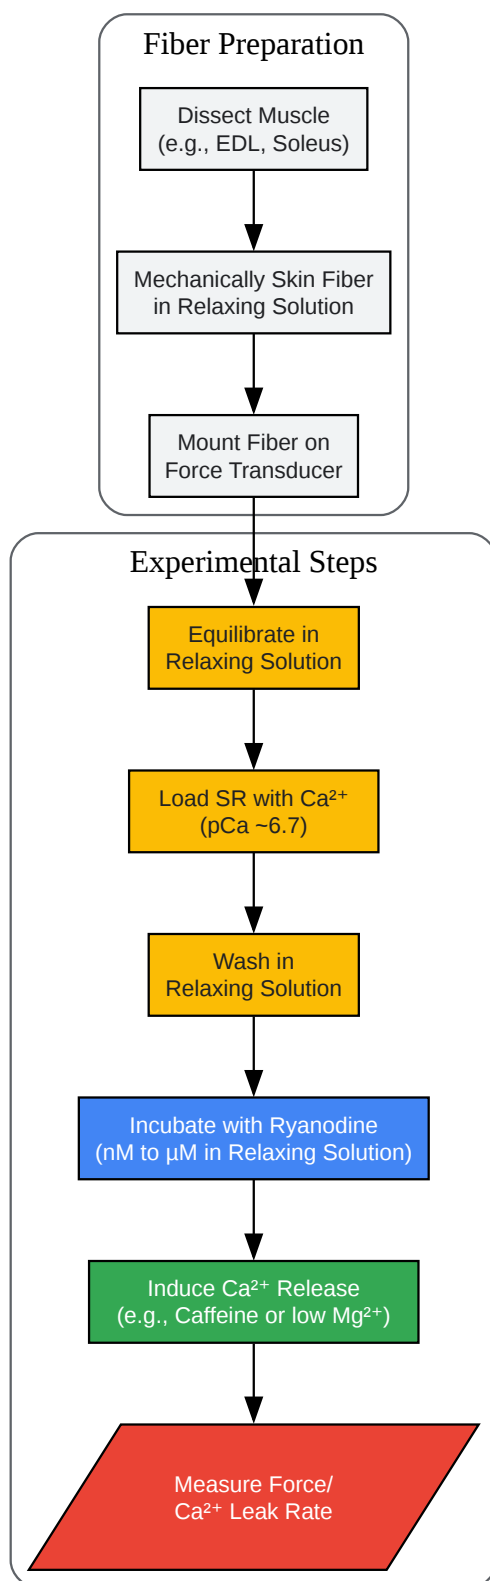 Fiber Preparation
Dissect Muscle
(e.g., EDL, Soleus)
Mechanically Skin Fiber
in Relaxing Solution
Mount Fiber on
Force Transducer
Experimental Steps
Equilibrate in
Relaxing Solution
Load SR with Ca²⁺
(pCa ~6.7)
Wash in
Relaxing Solution
Incubate with Ryanodine
(nM to µM in Relaxing Solution)
Induce Ca²⁺ Release
(e.g., Caffeine or low Mg²⁺)
Measure Force/
Ca²⁺ Leak Rate